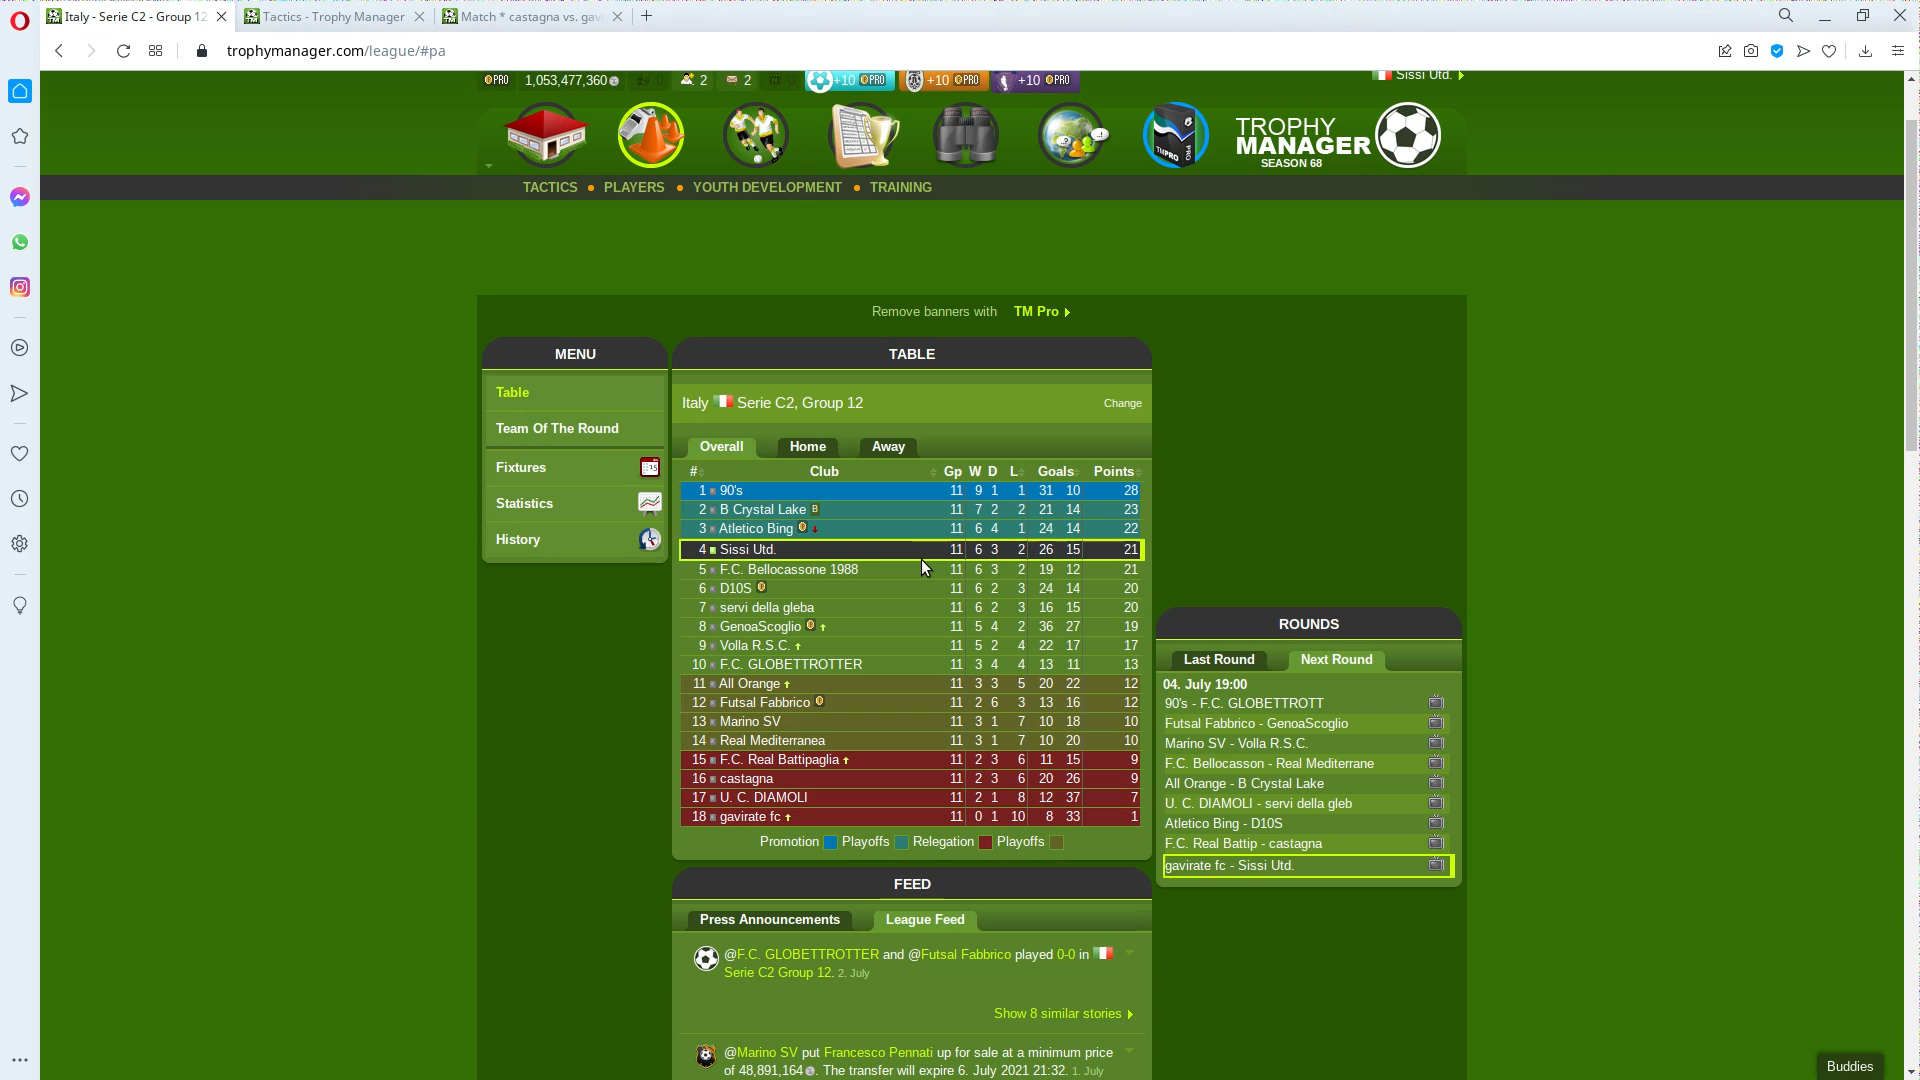 Italy - Serie C2 - Group 12
Tactics - Trophy Manager
Match * castagna vs. gav
trophymanager.com/league/#pa
PRO 1,053,477,360 0 2 2 +10 PRO +10 PRO +10 PRO
Sissi Utd.
TROPHY
MANAGER
SEASON 68
TACTICS PLAYERS YOUTH DEVELOPMENT TRAINING
Remove banners with TM Pro
MENU
Table
Team Of The Round
Fixtures
Statistics
History
TABLE
Italy Serie C2, Group 12 Change
Overall Home Away
# Club Gp W D L Goals Points
1 90's 11 9 1 1 31 10 28
2 B Crystal Lake B 11 7 2 2 21 14 23
3 Atletico Bing 11 6 4 1 24 14 22
4 Sissi Utd. 11 6 3 2 26 15 21
5 F.C. Bellocassone 1988 11 6 3 2 19 12 21
6 D10S 11 6 2 3 24 14 20
7 servi della gleba 11 6 2 3 16 15 20
8 GenoaScoglio 11 5 4 2 36 27 19
9 Volla R.S.C. 11 5 2 4 22 17 17
10 F.C. GLOBETTROTTER 11 3 4 4 13 11 13
11 All Orange 11 3 3 5 20 22 12
12 Futsal Fabbrico 11 2 6 3 13 16 12
13 Marino SV 11 3 1 7 10 18 10
14 Real Mediterranea 11 3 1 7 10 20 10
15 F.C. Real Battipaglia 11 2 3 6 11 15 9
16 castagna 11 2 3 6 20 26 9
17 U. C. DIAMOLI 11 2 1 8 12 37 7
18 gavirate fc 11 0 1 10 8 33 1
Promotion Playoffs Relegation Playoffs
ROUNDS
Last Round Next Round
04. July 19:00
90's - F.C. GLOBETTROTT
Futsal Fabbrico - GenoaScoglio
Marino SV - Volla R.S.C.
F.C. Bellocasson - Real Mediterrane
All Orange - B Crystal Lake
U. C. DIAMOLI - servi della gleb
Atletico Bing - D10S
F.C. Real Battip - castagna
gavirate fc - Sissi Utd.
FEED
Press Announcements League Feed
@F.C. GLOBETTROTTER and @Futsal Fabbrico played 0-0 in
Serie C2 Group 12. 2. July
Show 8 similar stories
@Marino SV put Francesco Pennati up for sale at a minimum price
of 48,891,164. The transfer will expire 6. July 2021 21:32. 1. July
Buddies